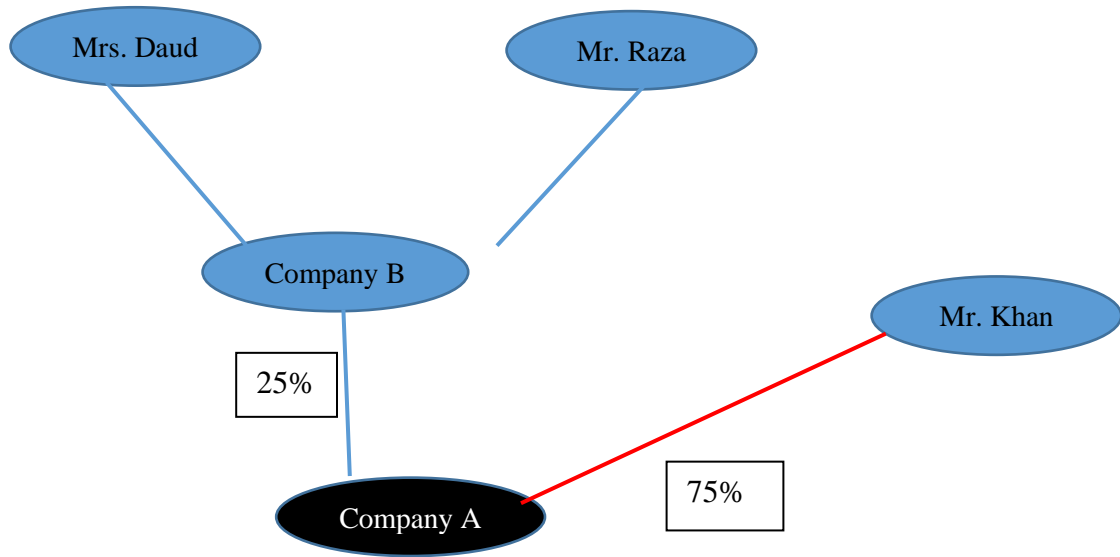 Mrs. Daud
Mr. Raza
Company B
Mr. Khan
25%
75%
Company A